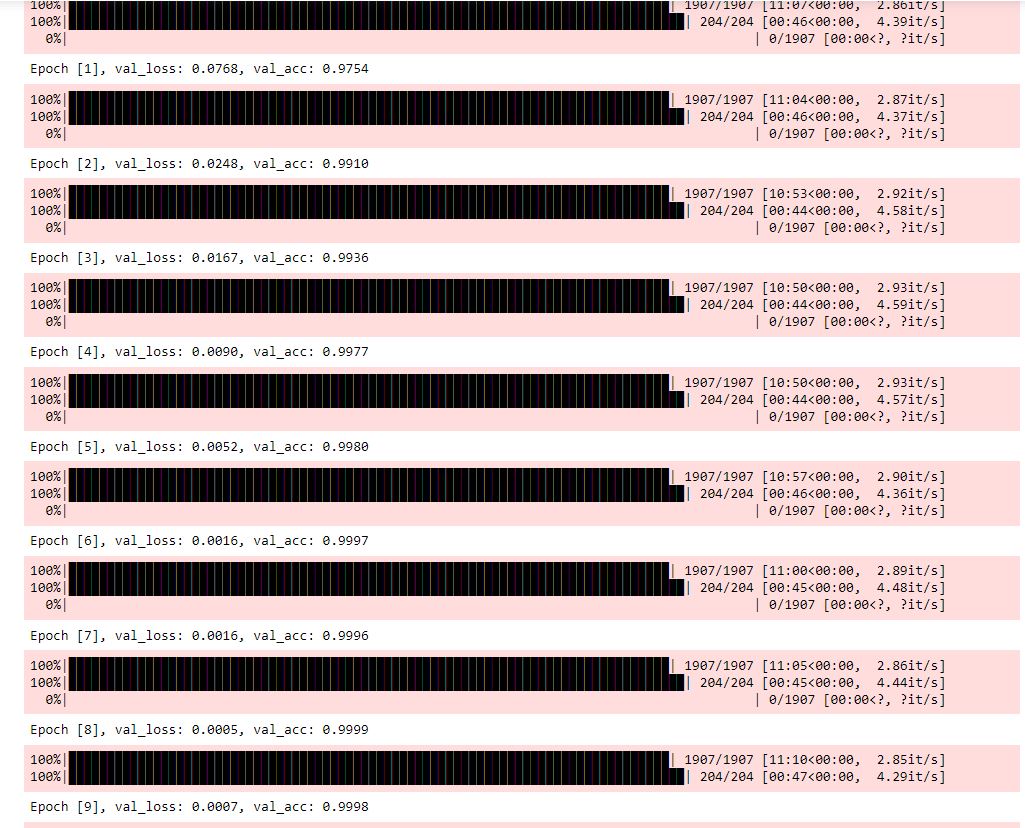 100%| | 1907/1907 [11:07<00:00, 2.86it/s]
100%| | 204/204 [00:46<00:00, 4.39it/s]
0%| | 0/1907 [00:00<?, ?it/s]
Epoch [1], val_loss: 0.0768, val_acc: 0.9754
100%| | 1907/1907 [11:04<00:00, 2.87it/s]
100%| | 204/204 [00:46<00:00, 4.37it/s]
0%| | 0/1907 [00:00<?, ?it/s]
Epoch [2], val_loss: 0.0248, val_acc: 0.9910
100%| | 1907/1907 [10:53<00:00, 2.92it/s]
100%| | 204/204 [00:44<00:00, 4.58it/s]
0%| | 0/1907 [00:00<?, ?it/s]
Epoch [3], val_loss: 0.0167, val_acc: 0.9936
100%| | 1907/1907 [10:50<00:00, 2.93it/s]
100%| | 204/204 [00:44<00:00, 4.59it/s]
0%| | 0/1907 [00:00<?, ?it/s]
Epoch [4], val_loss: 0.0090, val_acc: 0.9977
100%| | 1907/1907 [10:50<00:00, 2.93it/s]
100%| | 204/204 [00:44<00:00, 4.57it/s]
0%| | 0/1907 [00:00<?, ?it/s]
Epoch [5], val_loss: 0.0052, val_acc: 0.9980
100%| | 1907/1907 [10:57<00:00, 2.90it/s]
100%| | 204/204 [00:46<00:00, 4.36it/s]
0%| | 0/1907 [00:00<?, ?it/s]
Epoch [6], val_loss: 0.0016, val_acc: 0.9997
100%| | 1907/1907 [11:00<00:00, 2.89it/s]
100%| | 204/204 [00:45<00:00, 4.48it/s]
0%| | 0/1907 [00:00<?, ?it/s]
Epoch [7], val_loss: 0.0016, val_acc: 0.9996
100%| | 1907/1907 [11:05<00:00, 2.86it/s]
100%| | 204/204 [00:45<00:00, 4.44it/s]
0%| | 0/1907 [00:00<?, ?it/s]
Epoch [8], val_loss: 0.0005, val_acc: 0.9999
100%| | 1907/1907 [11:10<00:00, 2.85it/s]
100%| | 204/204 [00:47<00:00, 4.29it/s]
Epoch [9], val_loss: 0.0007, val_acc: 0.9998